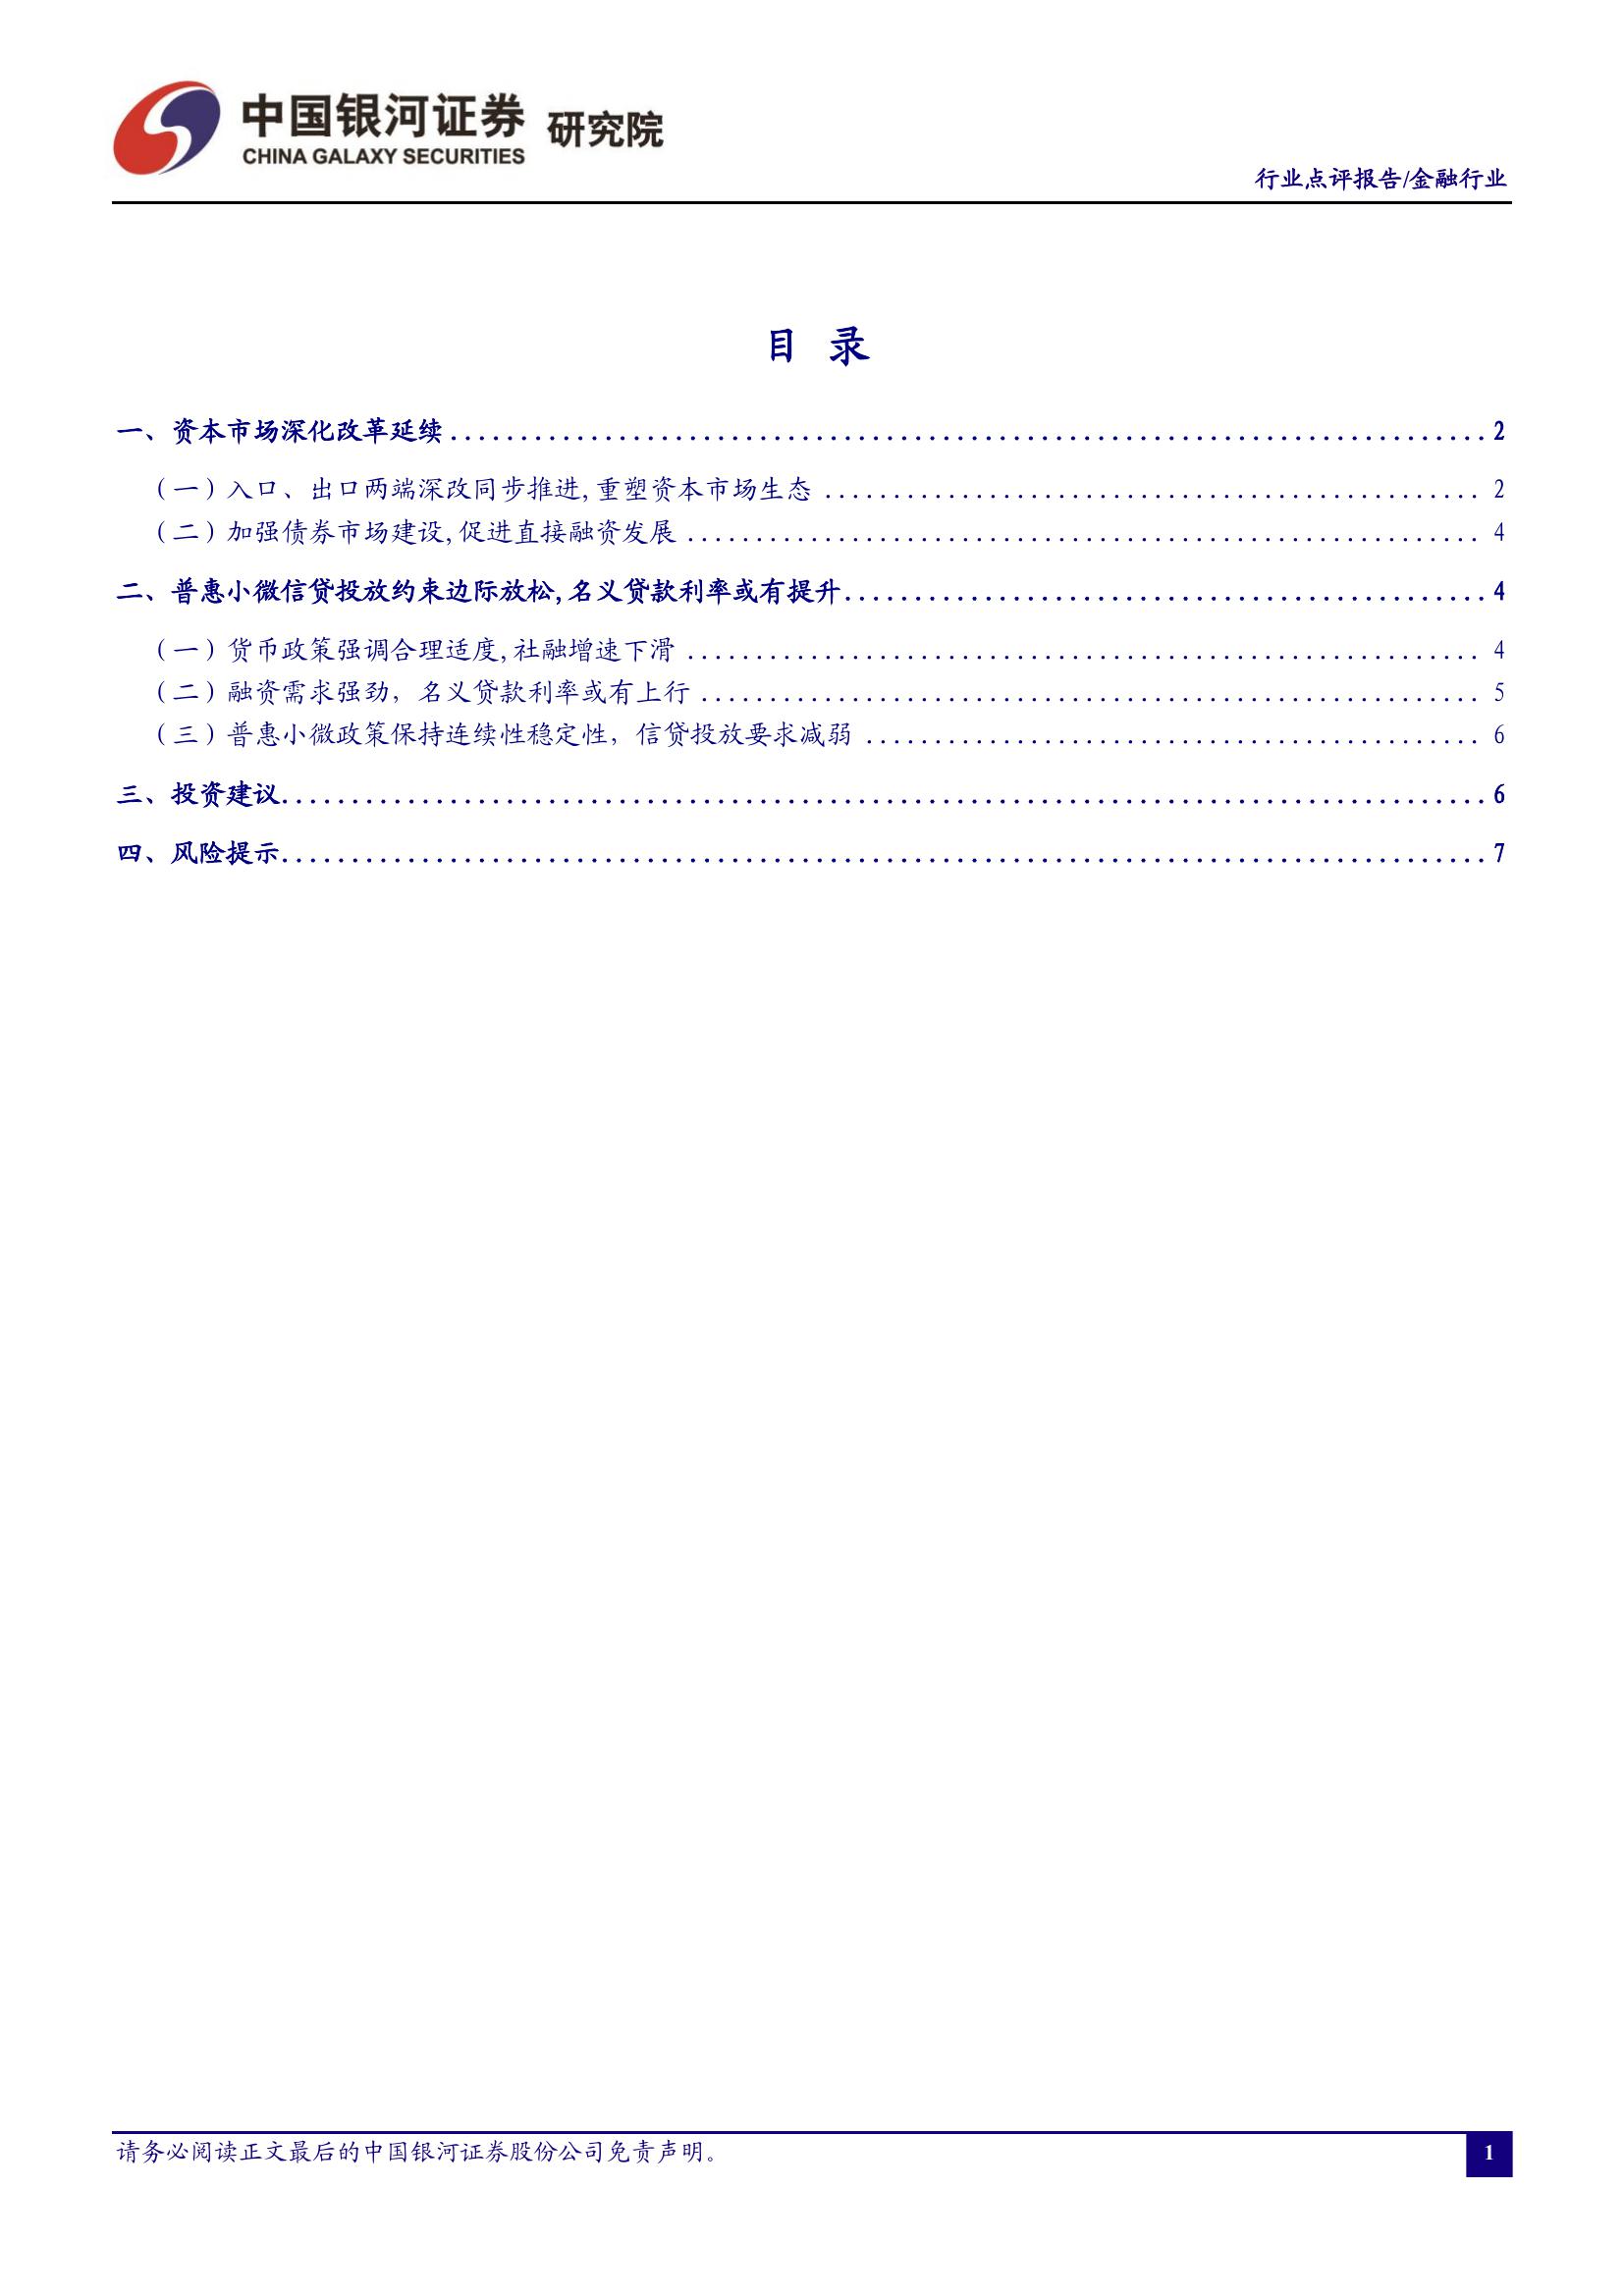 中国银河证券 研究院
CHINA GALAXY SECURITIES
行业点评报告/金融行业
目 录
一、资本市场深化改革延续........................................................................2
（一）入口、出口两端深改同步推进,重塑资本市场生态................................................ 2
（二）加强债券市场建设,促进直接融资发展.......................................................... 4
二、普惠小微信贷投放约束边际放松,名义贷款利率或有提升..............................................4
（一）货币政策强调合理适度,社融增速下滑.......................................................... 4
（二）融资需求强劲，名义贷款利率或有上行......................................................... 5
（三）普惠小微政策保持连续性稳定性，信贷投放要求减弱............................................. 6
三、投资建议......................................................................................6
四、风险提示......................................................................................7
请务必阅读正文最后的中国银河证券股份公司免责声明。
1